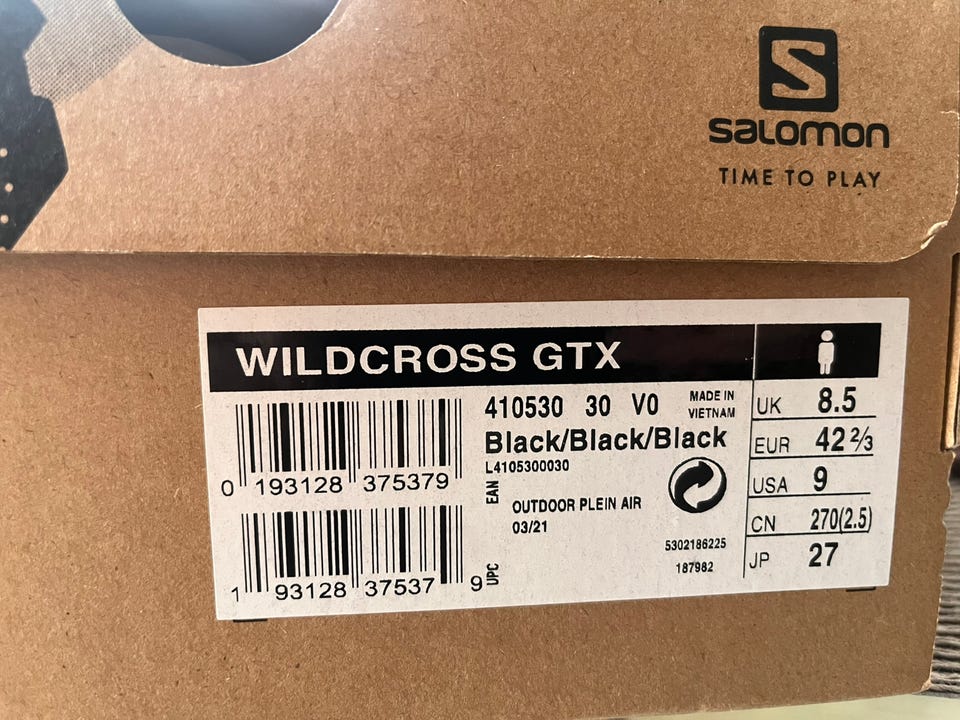 S
salomon
TIME TO PLAY
WILDCROSS GTX
410530 30 V0
MADE IN
VIETNAM
Black/Black/Black
L4105300030
0 193128 375379
EAN
OUTDOOR PLEIN AIR
03/21
5302186225
187982
1 93128 37537 9
UPC
UK 8.5
EUR 42 2/3
USA 9
CN 270(2.5)
JP 27